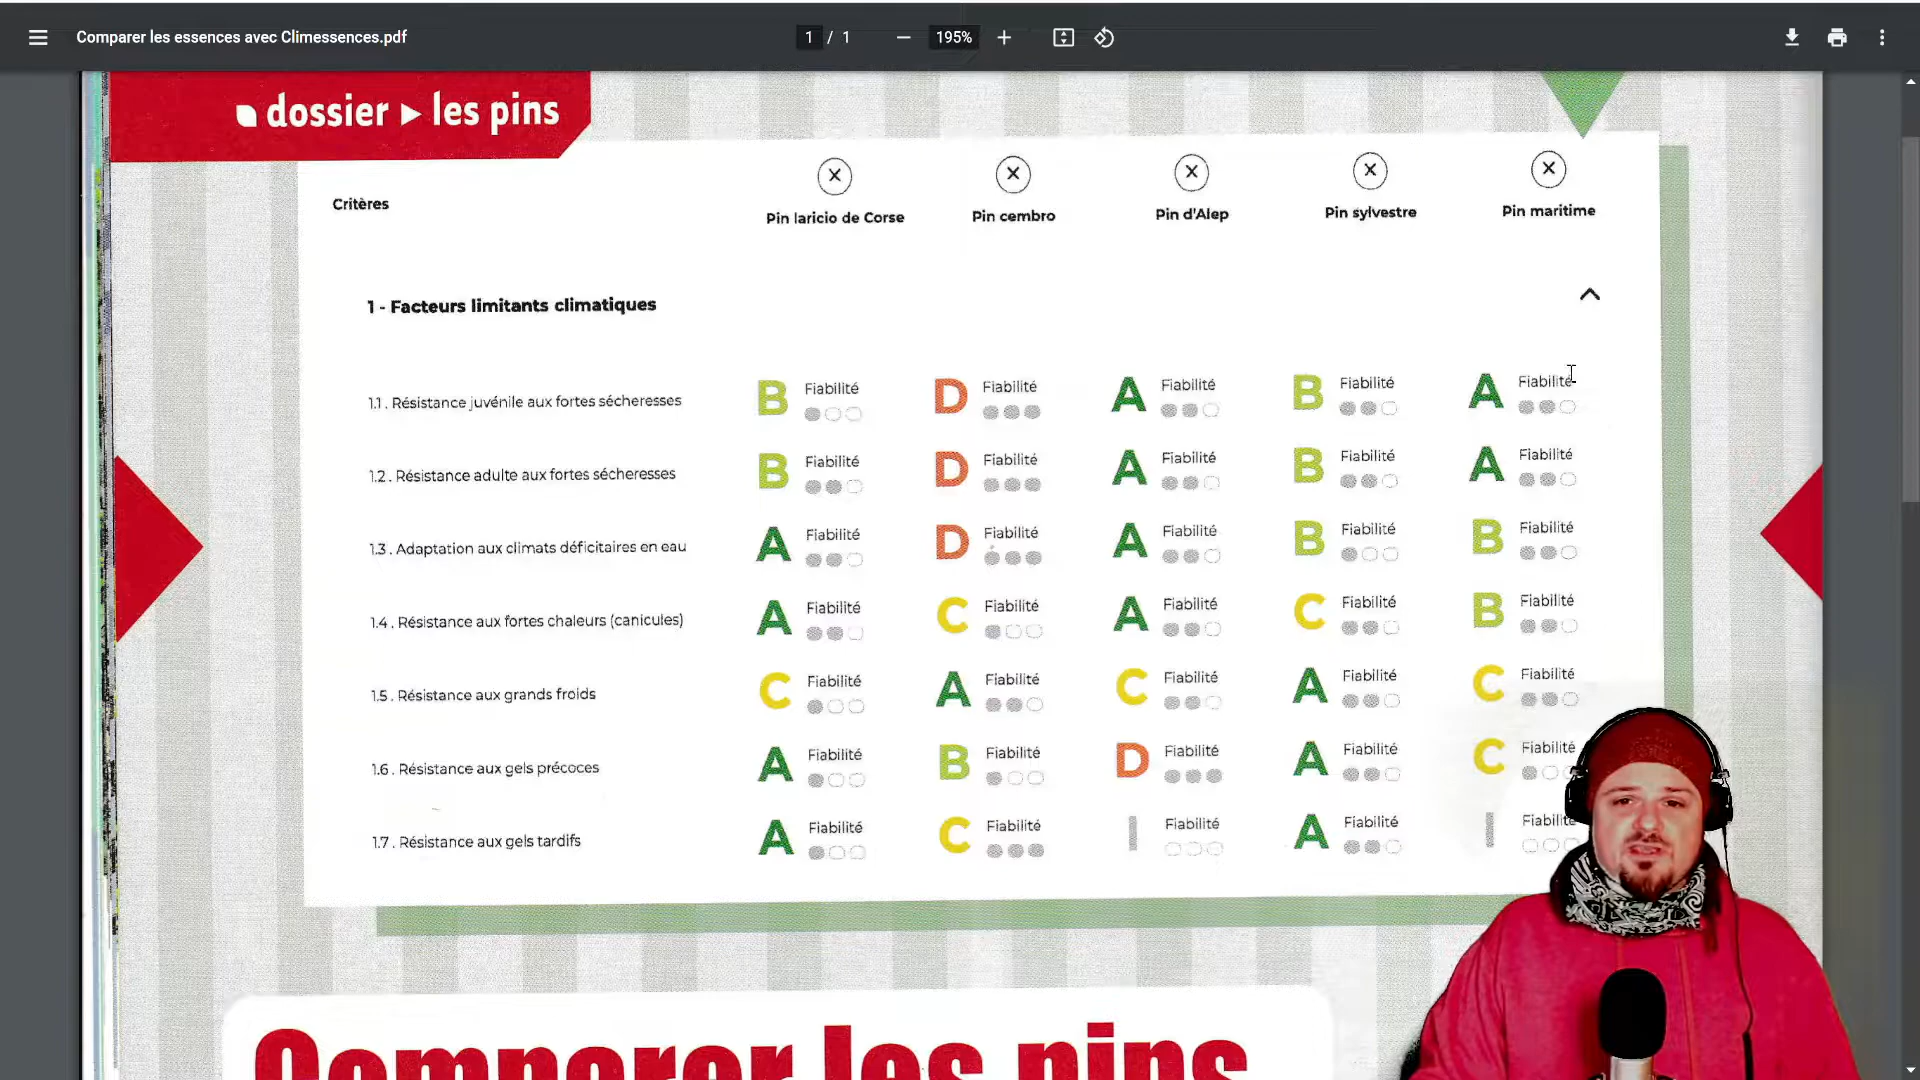 Comparer les essences avec Climessences.pdf
1 / 1
195%
dossier ▸ les pins
Critères
Pin laricio de Corse
Pin cembro
Pin d'Alep
Pin sylvestre
Pin maritime
1 - Facteurs limitants climatiques
1.1. Résistance juvénile aux fortes sécheresses B Fiabilité D Fiabilité A Fiabilité B Fiabilité A Fiabilité
1.2. Résistance adulte aux fortes sécheresses B Fiabilité D Fiabilité A Fiabilité B Fiabilité A Fiabilité
1.3. Adaptation aux climats déficitaires en eau A Fiabilité D Fiabilité A Fiabilité B Fiabilité B Fiabilité
1.4. Résistance aux fortes chaleurs (canicules) A Fiabilité C Fiabilité A Fiabilité C Fiabilité B Fiabilité
1.5. Résistance aux grands froids C Fiabilité A Fiabilité C Fiabilité A Fiabilité C Fiabilité
1.6. Résistance aux gels précoces A Fiabilité B Fiabilité D Fiabilité A Fiabilité C Fiabilité
1.7. Résistance aux gels tardifs A Fiabilité C Fiabilité I Fiabilité A Fiabilité I Fiabilité
Comparer les pins